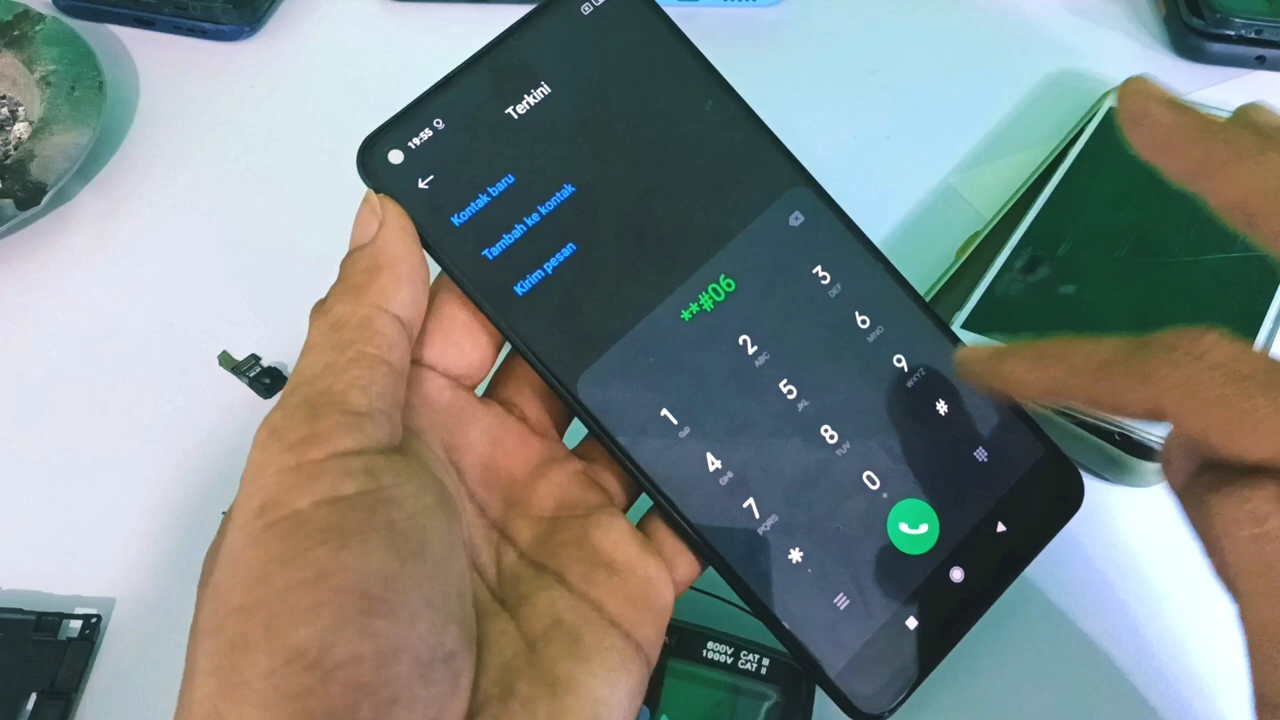 19:55
Terkini
Kontak baru
Tambah ke kontak
Kirim pesan
**#06
1
2 ABC
3 DEF
4 GHI
5 JKL
6 MNO
7 PQRS
8 TUV
9 WXYZ
*
0 +
#
600V CAT III
1000V CAT II